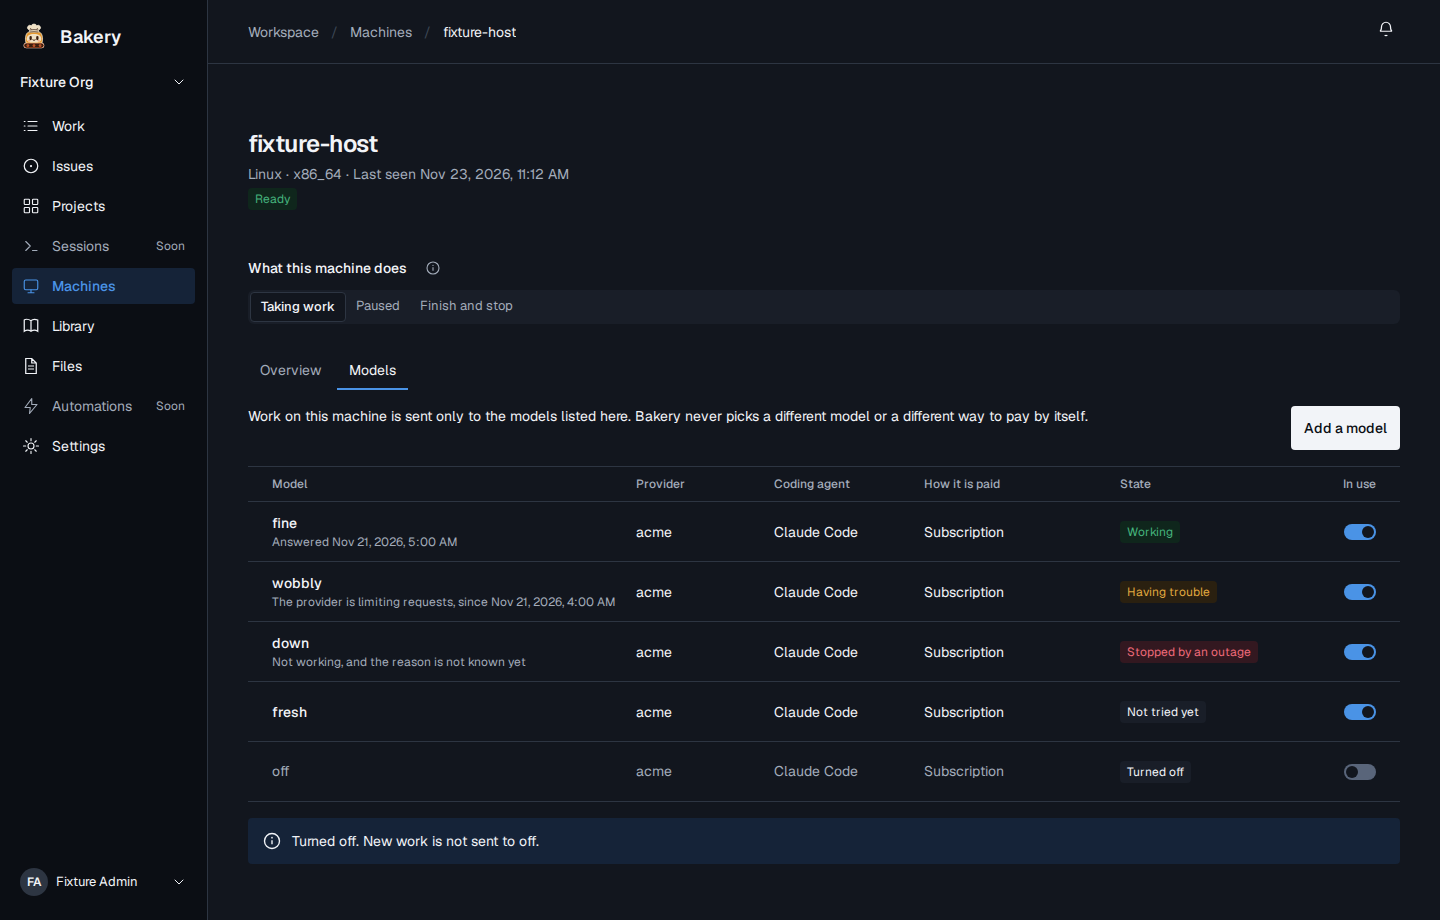 Bakery
Workspace / Machines / fixture-host
Fixture Org
Work
Issues
Projects
Sessions Soon
Machines
Library
Files
Automations Soon
Settings
FA Fixture Admin
fixture-host
Linux · x86_64 · Last seen Nov 23, 2026, 11:12 AM
Ready
What this machine does
Taking work Paused Finish and stop
Overview Models
Work on this machine is sent only to the models listed here. Bakery never picks a different model or a different way to pay by itself.
Add a model
Model Provider Coding agent How it is paid State In use
fine
Answered Nov 21, 2026, 5:00 AM
acme Claude Code Subscription Working
wobbly
The provider is limiting requests, since Nov 21, 2026, 4:00 AM
acme Claude Code Subscription Having trouble
down
Not working, and the reason is not known yet
acme Claude Code Subscription Stopped by an outage
fresh acme Claude Code Subscription Not tried yet
off acme Claude Code Subscription Turned off
Turned off. New work is not sent to off.